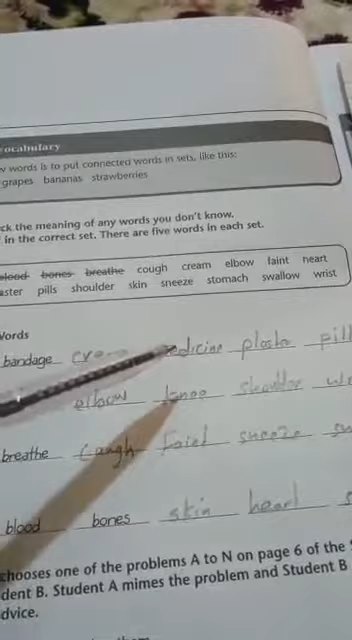 ocabulary
w words is to put connected words in sets, like this:
grapes bananas strawberries
ck the meaning of any words you don't know.
in the correct set. There are five words in each set.
blood bones breathe cough cream elbow faint heart
aster pills shoulder skin sneeze stomach swallow wrist
Words
bandage cream edicine plaster pill
elbow knee shoulder w
breathe Cough Faint sneeze sw
blood bones skin heart s
chooses one of the problems A to N on page 6 of the S
dent B. Student A mimes the problem and Student B
dvice.